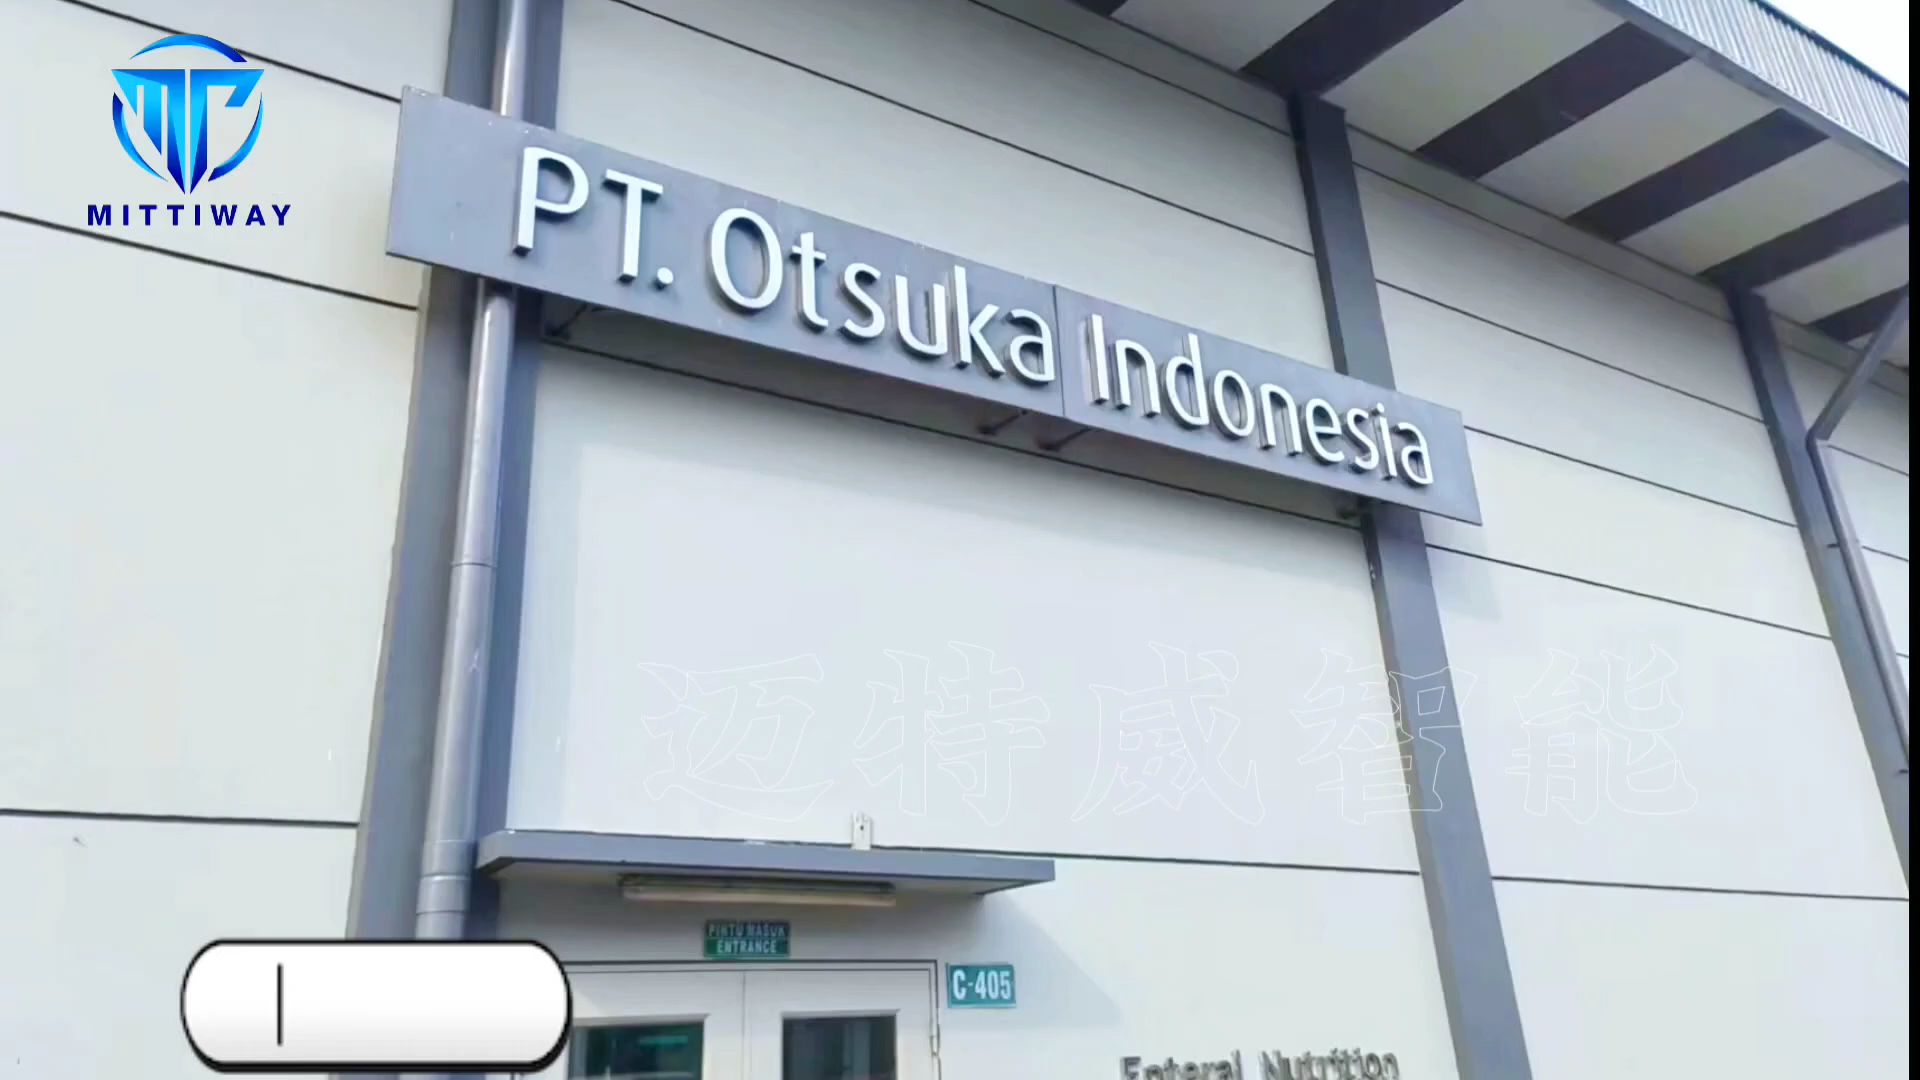 MITTIWAY
PT. Otsuka Indonesia
迈特威智能
PINTU MASUK
ENTRANCE
C-405
Enteral Nutrition